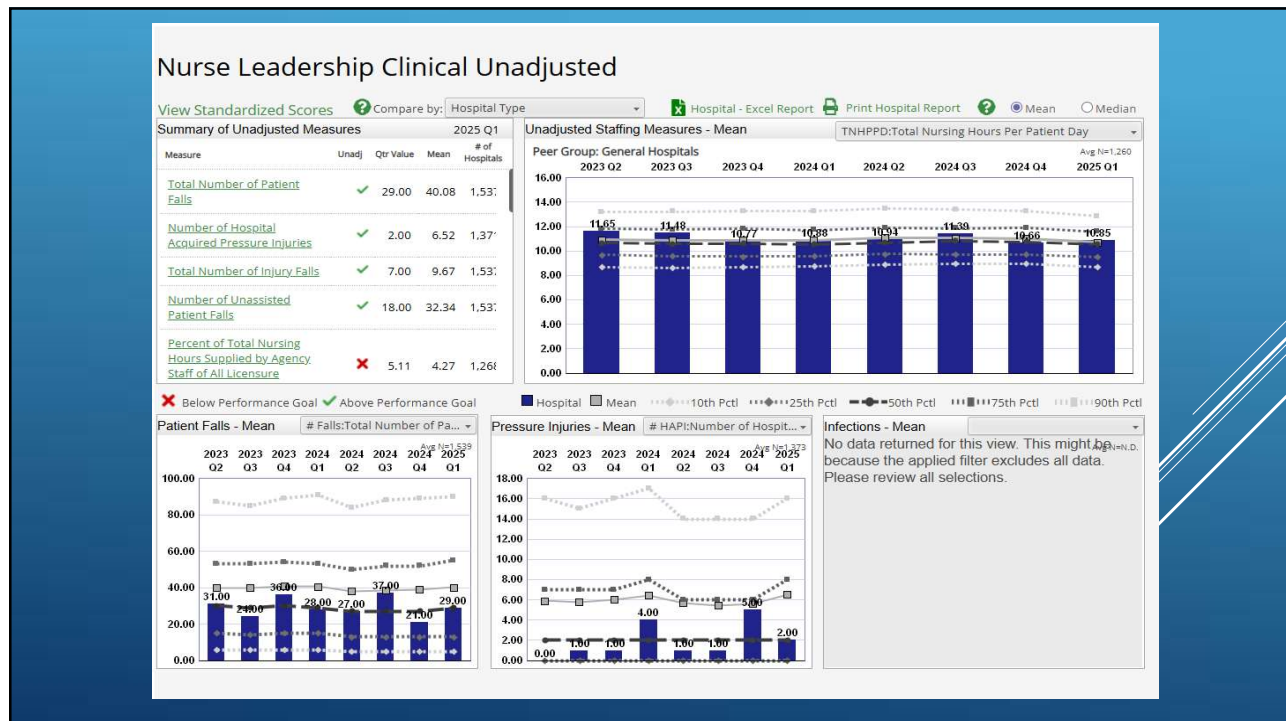 Nurse Leadership Clinical Unadjusted
View Standardized Scores ? Compare by: Hospital Type Hospital - Excel Report Print Hospital Report ? Mean Median
Summary of Unadjusted Measures 2025 Q1
Measure Unadj Qtr Value Mean # of Hospitals
Total Number of Patient Falls 29.00 40.08 1,537
Number of Hospital Acquired Pressure Injuries 2.00 6.52 1,371
Total Number of Injury Falls 7.00 9.67 1,537
Number of Unassisted Patient Falls 18.00 32.34 1,537
Percent of Total Nursing Hours Supplied by Agency Staff of All Licensure 5.11 4.27 1,268
Unadjusted Staffing Measures - Mean TNHPPD:Total Nursing Hours Per Patient Day
Peer Group: General Hospitals Avg N=1,260
2023 Q2 2023 Q3 2023 Q4 2024 Q1 2024 Q2 2024 Q3 2024 Q4 2025 Q1
16.00
14.00
12.00
10.00
8.00
6.00
4.00
2.00
0.00
11.65 11.48 10.77 10.88 10.94 11.39 10.66 10.85
Below Performance Goal Above Performance Goal
Hospital Mean 10th Pctl 25th Pctl 50th Pctl 75th Pctl 90th Pctl
Patient Falls - Mean # Falls:Total Number of Pa...
Avg N=1,539
2023 2023 2023 2024 2024 2024 2024 2025
Q2 Q3 Q4 Q1 Q2 Q3 Q4 Q1
100.00
80.00
60.00
40.00
20.00
0.00
31.00 24.00 36.00 28.00 27.00 37.00 21.00 29.00
Pressure Injuries - Mean # HAPI:Number of Hospit...
Avg N=1,373
2023 2023 2023 2024 2024 2024 2024 2025
Q2 Q3 Q4 Q1 Q2 Q3 Q4 Q1
18.00
16.00
14.00
12.00
10.00
8.00
6.00
4.00
2.00
0.00
0.00 1.00 1.00 4.00 1.00 1.00 5.00 2.00
Infections - Mean
Avg N=N.D.
No data returned for this view. This might be
because the applied filter excludes all data.
Please review all selections.